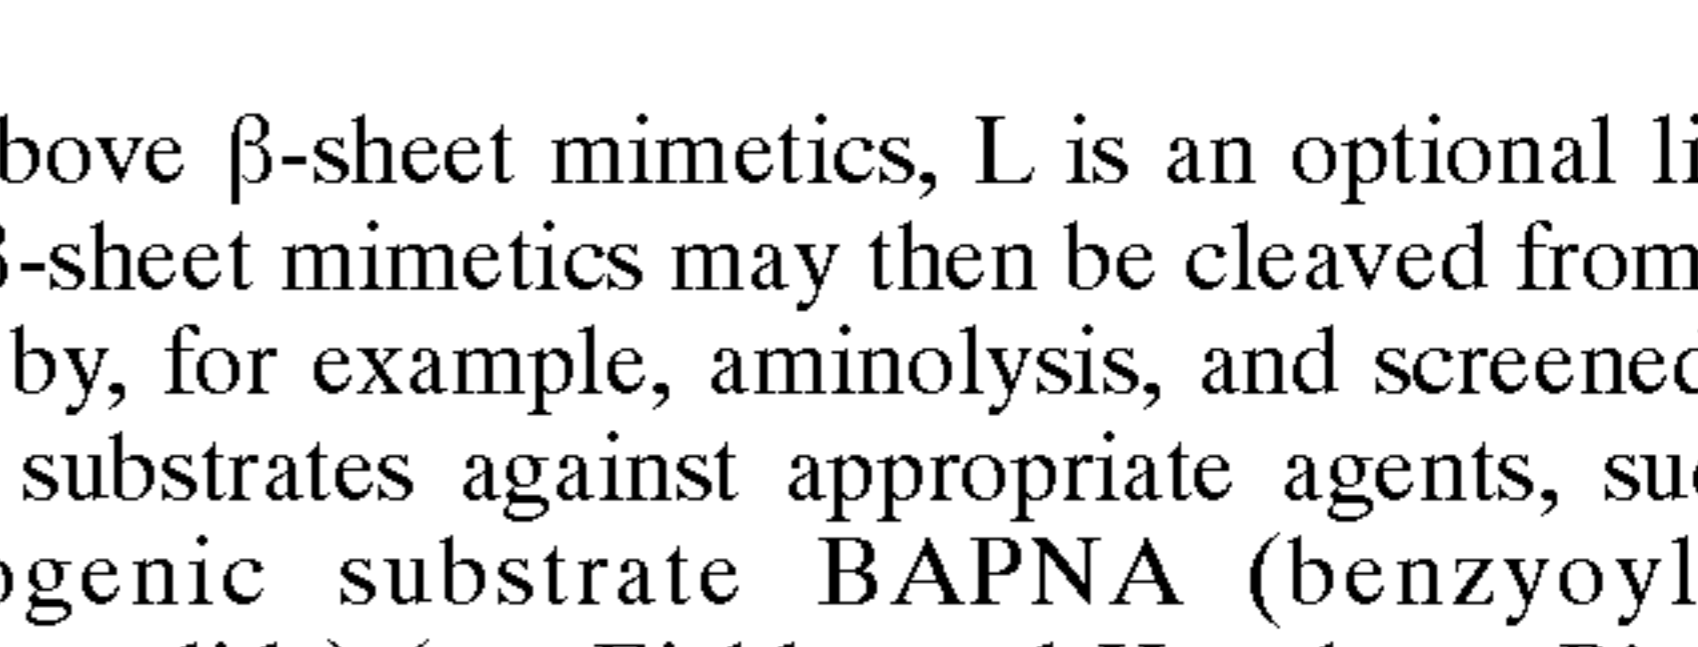 bove β-sheet mimetics, L is an optional li
β-sheet mimetics may then be cleaved from
by, for example, aminolysis, and screened
substrates against appropriate agents, suc
ogenic substrate BAPNA (benzyoyl